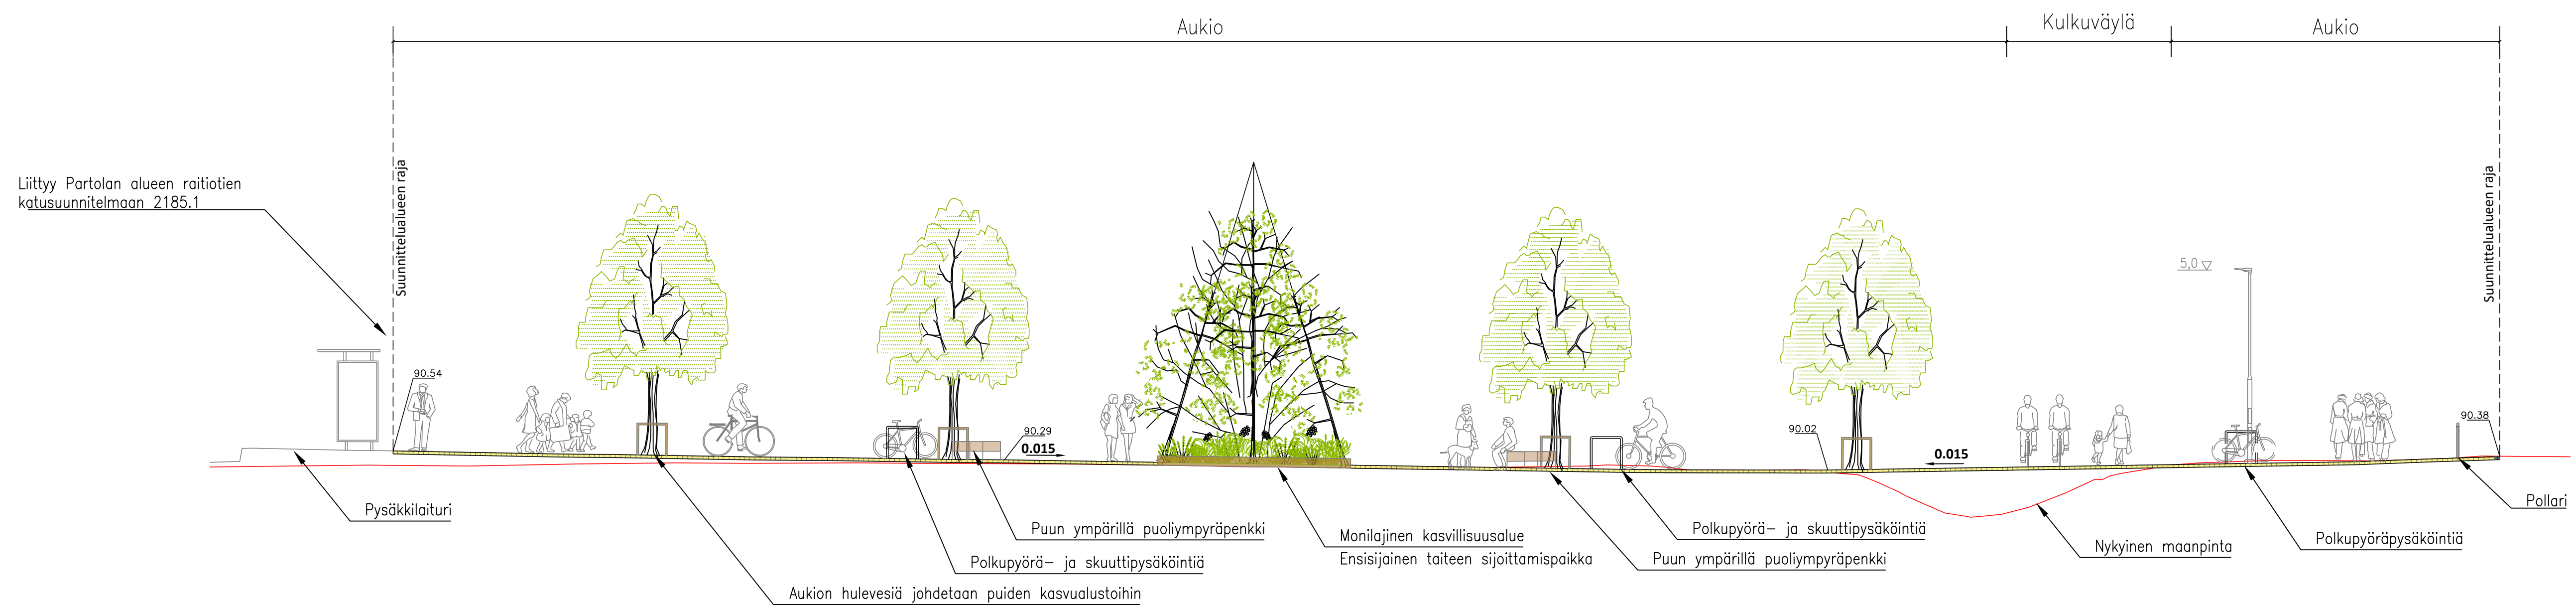 Aukio
Kulkuväylä
Aukio
Liittyy Partolan alueen raitiotien
katusuunnitelmaan 2185.1
Suunnittelualueen raja
Suunnittelualueen raja
5,0
90.54
90.29
0.015
90.02
0.015
90.38
Pysäkkilaituri
Puun ympärillä puoliympyräpenkki
Polkupyörä- ja skuuttipysäköintiä
Aukion hulevesiä johdetaan puiden kasvualustoihin
Monilajinen kasvillisuusalue
Ensisijainen taiteen sijoittamispaikka
Polkupyörä- ja skuuttipysäköintiä
Puun ympärillä puoliympyräpenkki
Nykyinen maanpinta
Polkupyöräpysäköintiä
Pollari